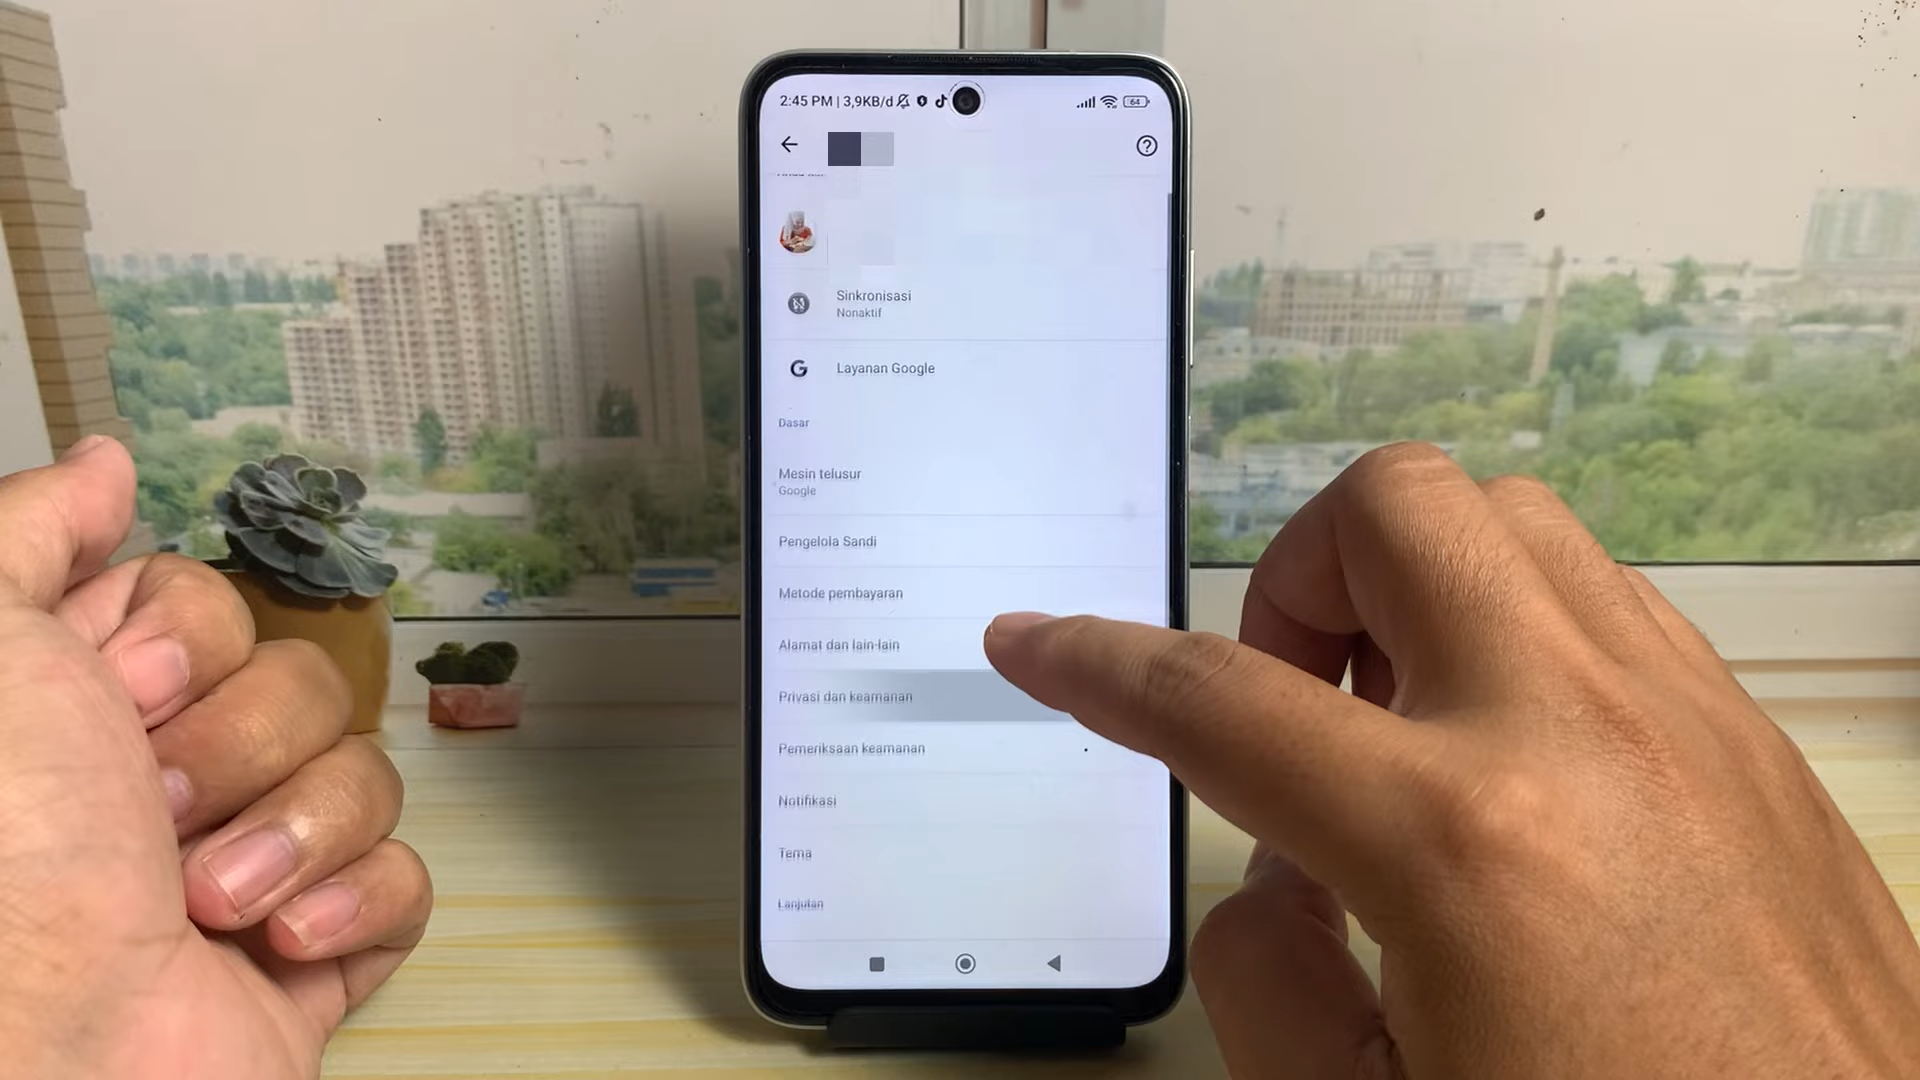 2:45 PM | 3,9KB/d
64
Sinkronisasi
Nonaktif
Layanan Google
Dasar
Mesin telusur
Google
Pengelola Sandi
Metode pembayaran
Alamat dan lain-lain
Privasi dan keamanan
Pemeriksaan keamanan
Notifikasi
Tema
Lanjutan